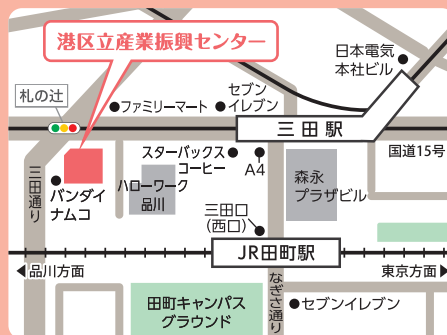 港区立産業振興センター
日本電気
本社ビル
札の辻
ファミリーマート
セブン
イレブン
三田駅
国道15号
スターバックス
コーヒー
A4
三田通り
バンダイ
ナムコ
ハローワーク
品川
森永
プラザビル
三田口
(西口)
JR田町駅
品川方面
東京方面
なぎさ通り
田町キャンパス
グラウンド
セブンイレブン